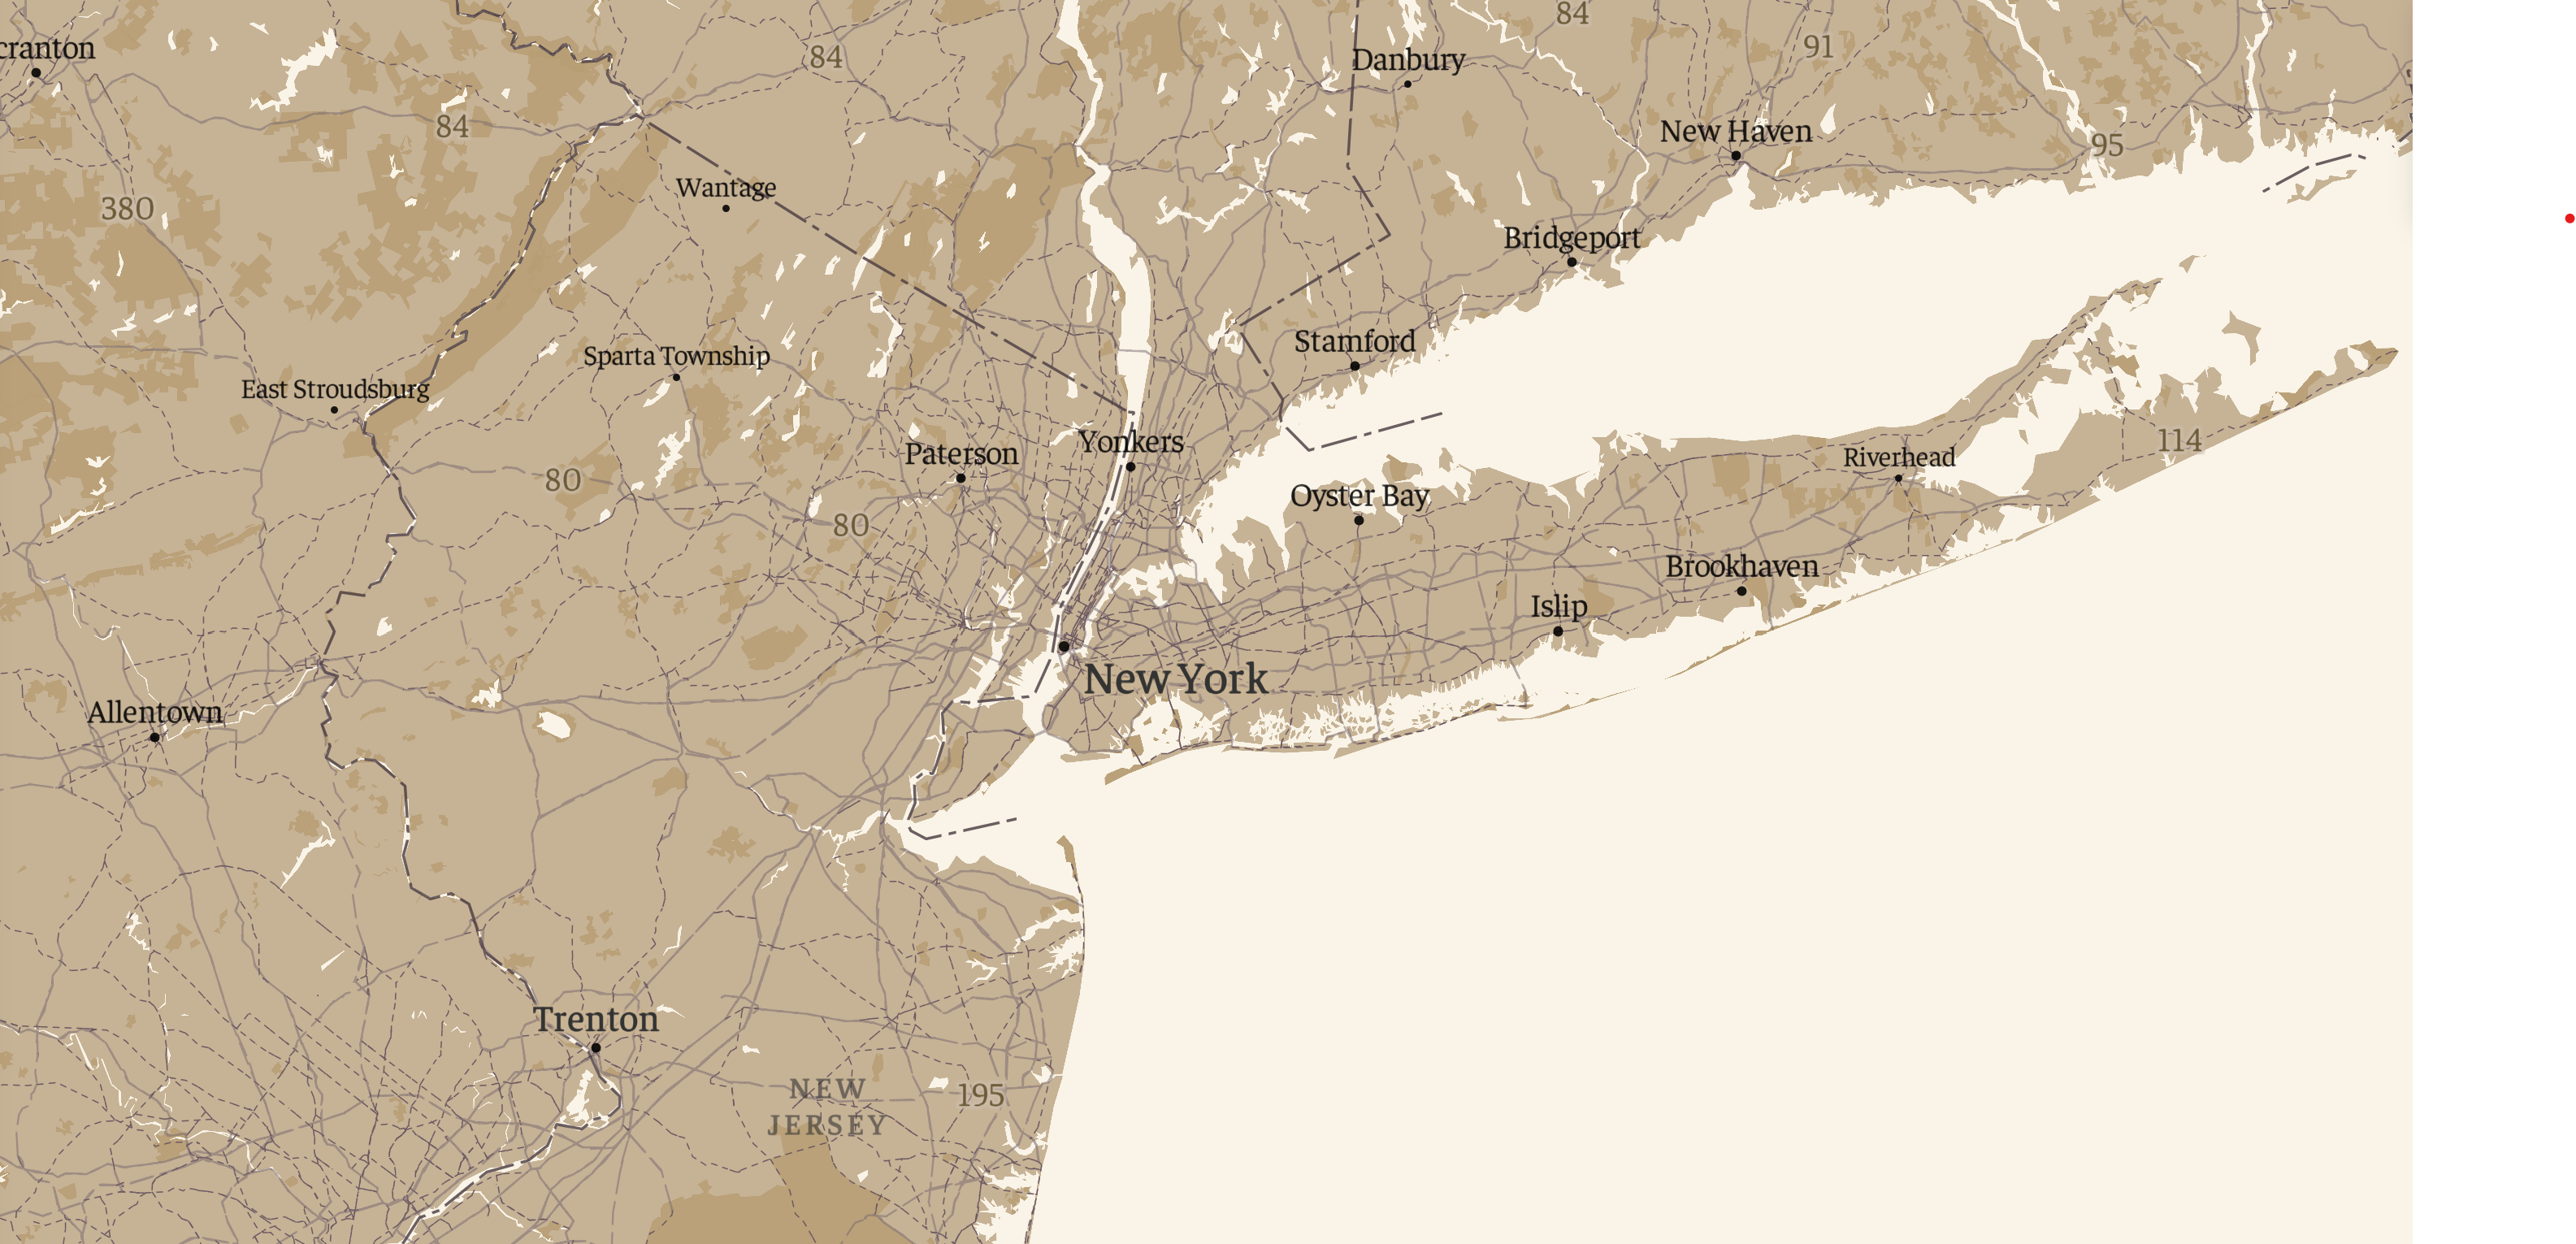 84
cranton
91
84
Danbury
84
New Haven
95
Wantage
380
Bridgeport
Stamford
Sparta Township
East Stroudsburg
114
Yonkers
Paterson
Riverhead
80
Oyster Bay
80
Brookhaven
Islip
New York
Allentown
Trenton
NEW
JERSEY
195